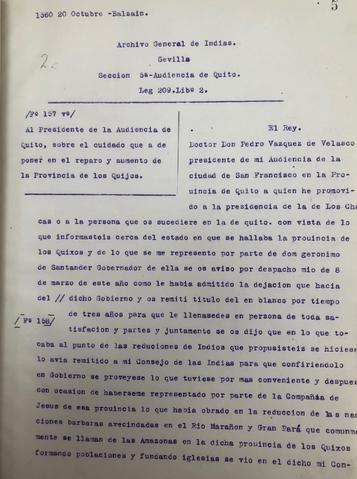 5
1560 20 Octubre -Balsain.
Archivo General de Indias.
2.
Sevilla
Seccion 5ª-Audiencia de Quito.
Leg 209.Libº 2.
/Fº 157 vº/
Al Presidente de la Audiencia de
Quito, sobre el cuidado que a de
poner en el reparo y aumento de
la Provincia de los Quijos.
El Rey.
Doctor Don Pedro Vazquez de Velasco
presidente de mi Audiencia de la
ciudad de San Francisco en la Pro-
uincia de Quito a quien he promovi-
do a la presidencia de la de Los Char
cas o a la persona que os sucediere en la de quito. con vista de lo
que informasteis cerca del estado en que se hallaba la prouincia de
los Quixos y de lo que se me represento por parte de dom geronimo
de Santander Gobernador de ella se os aviso por despacho mio de 8
de marzo de este año como le había admitido la dejacion que hacia
del // dicho Gobierno y os remiti titulo del en blanco por tiempo
/ Fº 158/
de tres años para que le llenasedes en persona de toda sa-
tisfacion y partes y juntamente se os dijo que en lo que to-
caba al punto de las reduciones de Indios que propusisteis se hiciese
lo avia remitido a mi Consejo de las Indias para que confiriendolo
en Gobierno se proveyese lo que tuviese por mas conveniente y despues
con ocasion de haberseme representado por parte de la Compañia de
Jesus de esa prouincia lo que había obrado en la reduccion de las nac
ciones barbaras avecindadas en el Rio Marañon y Gran Pará que comunme
mente se llaman de las Amazonas en la dicha prouincia de los Quixos
formando poblaciones y fundando iglesias se vio en el dicho mi Con-